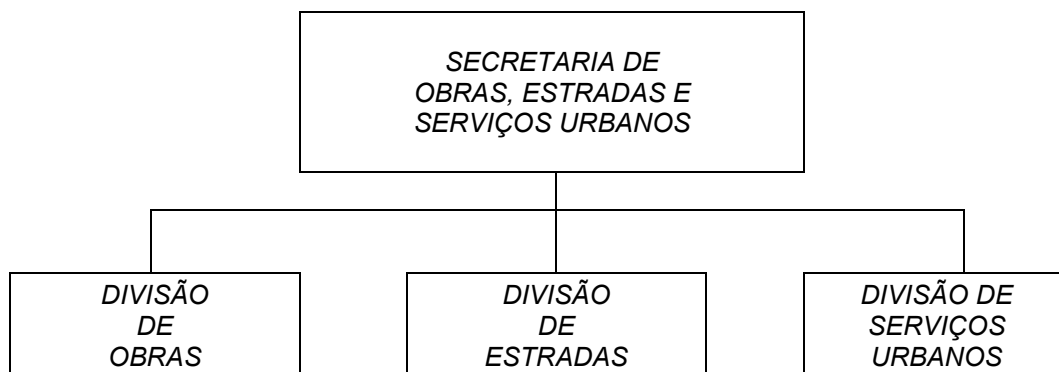 SECRETARIA DE
OBRAS, ESTRADAS E
SERVIÇOS URBANOS
DIVISÃO
DE
OBRAS
DIVISÃO
DE
ESTRADAS
DIVISÃO DE
SERVIÇOS
URBANOS